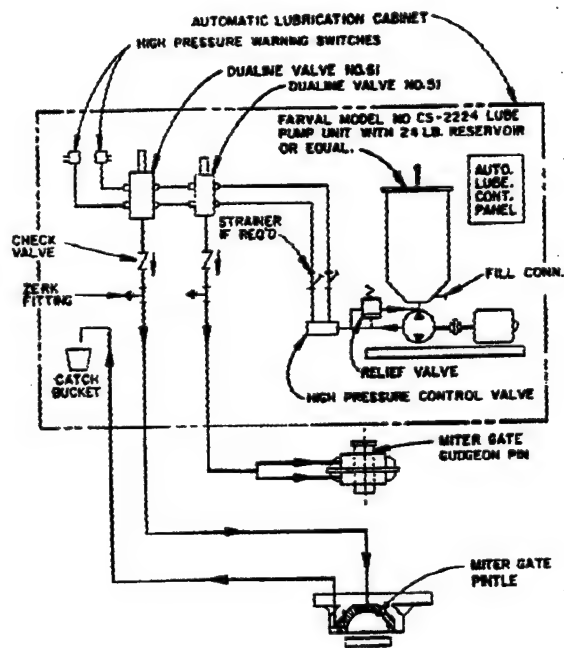 AUTOMATIC LUBRICATION CABINET
HIGH PRESSURE WARNING SWITCHES
DUALINE VALVE NO.61
DUALINE VALVE NO.51
FARVAL MODEL NO CS-2224 LUBE
PUMP UNIT WITH 24 LB. RESERVOIR
OR EQUAL.
AUTO.
LUBE.
CONT.
PANEL
STRAINER
IF REQ'D
CHECK
VALVE
FILL CONN.
ZERK
FITTING
RELIEF VALVE
CATCH
BUCKET
HIGH PRESSURE CONTROL VALVE
MITER GATE
GUDGEON PIN
MITER GATE
PINTLE